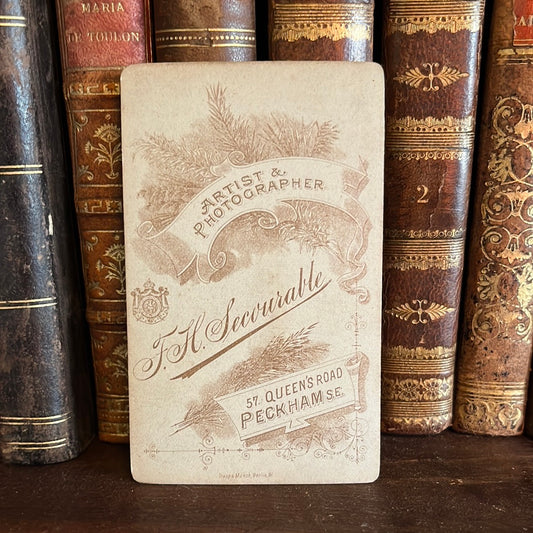 MARIA
DE TOULON
ARTIST &
PHOTOGRAPHER
F.H. Secourable
57. QUEEN'S ROAD
PECKHAM S.E.
2